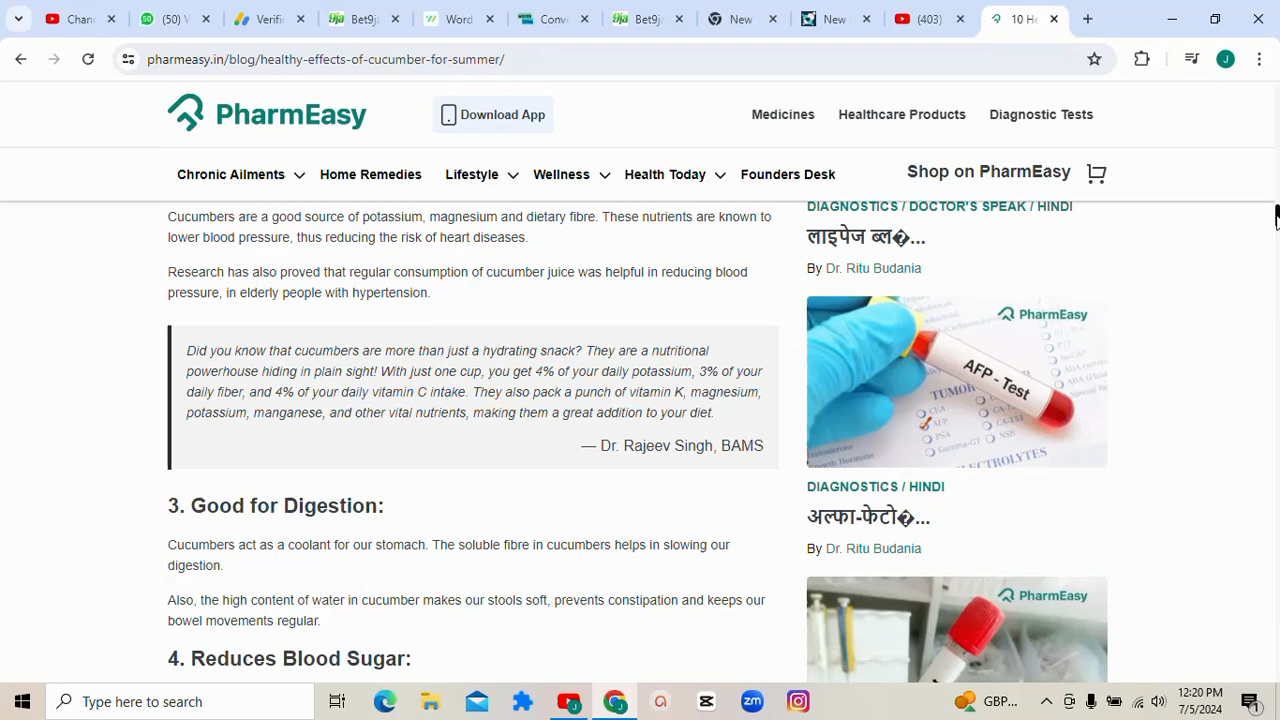 Chan
(50) V
Verifi
Bet9j
Word
Conv
Bet9j
New
New
(403)
10 He
pharmeasy.in/blog/healthy-effects-of-cucumber-for-summer/
J
PharmEasy
Download App
Medicines
Healthcare Products
Diagnostic Tests
Chronic Ailments
Home Remedies
Lifestyle
Wellness
Health Today
Founders Desk
Shop on PharmEasy
Cucumbers are a good source of potassium, magnesium and dietary fibre. These nutrients are known to
lower blood pressure, thus reducing the risk of heart diseases.
Research has also proved that regular consumption of cucumber juice was helpful in reducing blood
pressure, in elderly people with hypertension.
Did you know that cucumbers are more than just a hydrating snack? They are a nutritional
powerhouse hiding in plain sight! With just one cup, you get 4% of your daily potassium, 3% of your
daily fiber, and 4% of your daily vitamin C intake. They also pack a punch of vitamin K, magnesium,
potassium, manganese, and other vital nutrients, making them a great addition to your diet.
— Dr. Rajeev Singh, BAMS
3. Good for Digestion:
Cucumbers act as a coolant for our stomach. The soluble fibre in cucumbers helps in slowing our
digestion.
Also, the high content of water in cucumber makes our stools soft, prevents constipation and keeps our
bowel movements regular.
4. Reduces Blood Sugar:
DIAGNOSTICS / DOCTOR'S SPEAK / HINDI
लाइपेज ब्ल�...
By Dr. Ritu Budania
PharmEasy
AFP - Test
TUMOR
CEA
AFP
PSA
CA-153
NSE
Gamma-GT
ELECTROLYTES
DIAGNOSTICS / HINDI
अल्फा-फेटो�...
By Dr. Ritu Budania
PharmEasy
Type here to search
GBP...
12:20 PM
7/5/2024